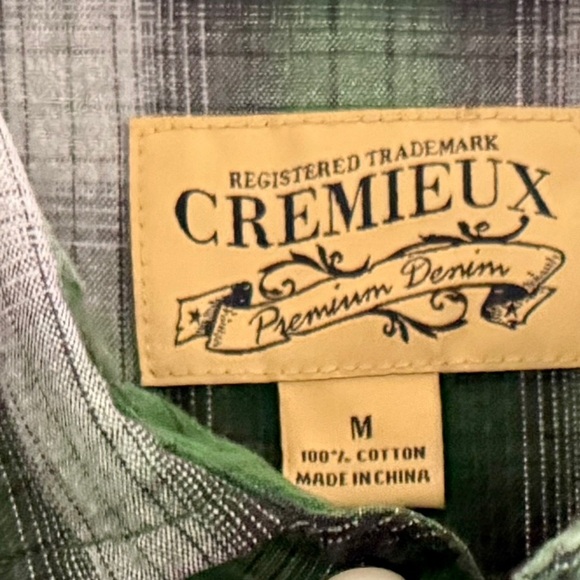 REGISTERED TRADEMARK
CREMIEUX
Premium Denim
M
100% COTTON
MADE IN CHINA